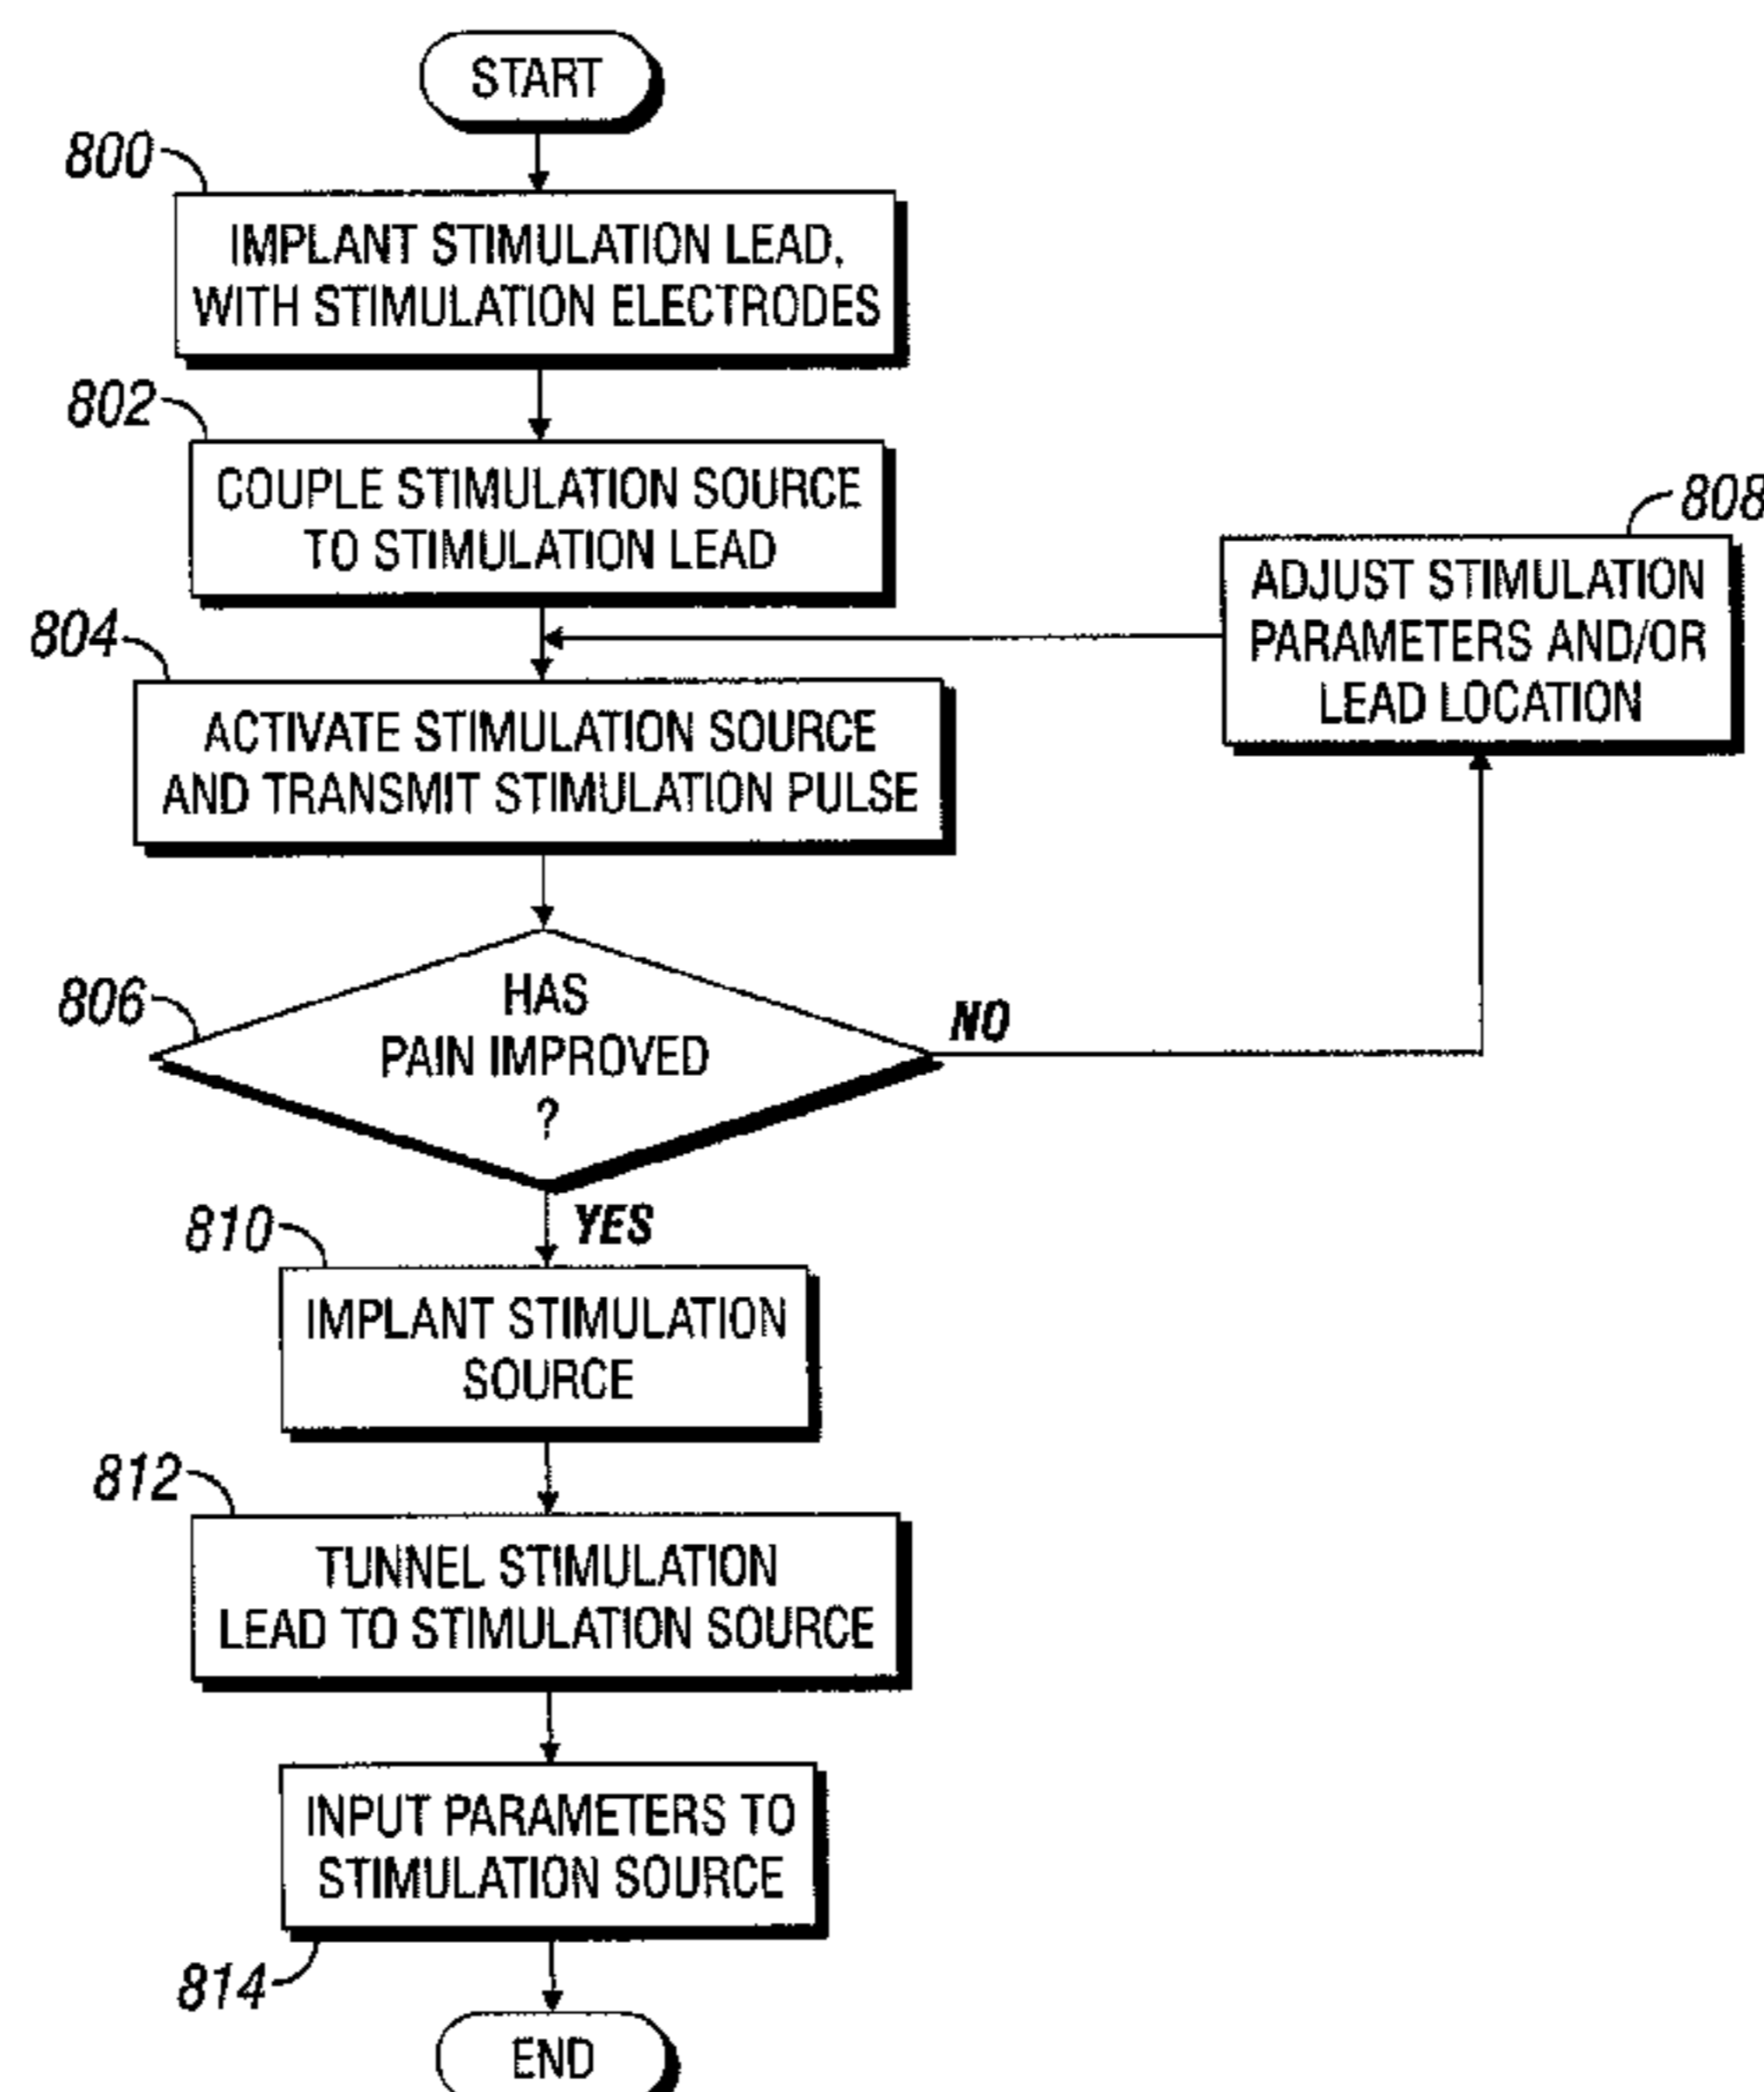 START
800
IMPLANT STIMULATION LEAD,
WITH STIMULATION ELECTRODES
802
COUPLE STIMULATION SOURCE
TO STIMULATION LEAD
808
ADJUST STIMULATION
PARAMETERS AND/OR
LEAD LOCATION
804
ACTIVATE STIMULATION SOURCE
AND TRANSMIT STIMULATION PULSE
806
HAS
PAIN IMPROVED
?
NO
YES
810
IMPLANT STIMULATION
SOURCE
812
TUNNEL STIMULATION
LEAD TO STIMULATION SOURCE
INPUT PARAMETERS TO
STIMULATION SOURCE
814
END